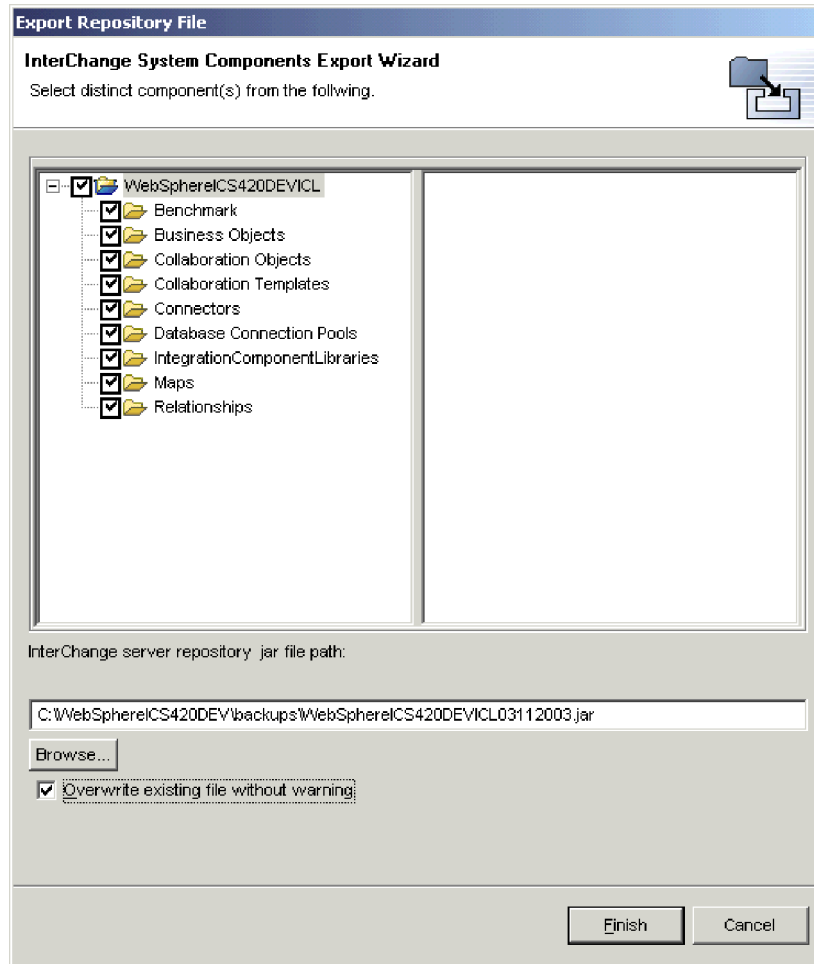 Export Repository File
InterChange System Components Export Wizard
Select distinct component(s) from the follwing.
WebSphereICS420DEVICL
Benchmark
Business Objects
Collaboration Objects
Collaboration Templates
Connectors
Database Connection Pools
IntegrationComponentLibraries
Maps
Relationships
InterChange server repository jar file path:
C:\WebSphereICS420DEV\backups\WebSphereICS420DEVICL03112003.jar
Browse...
Overwrite existing file without warning
Finish
Cancel